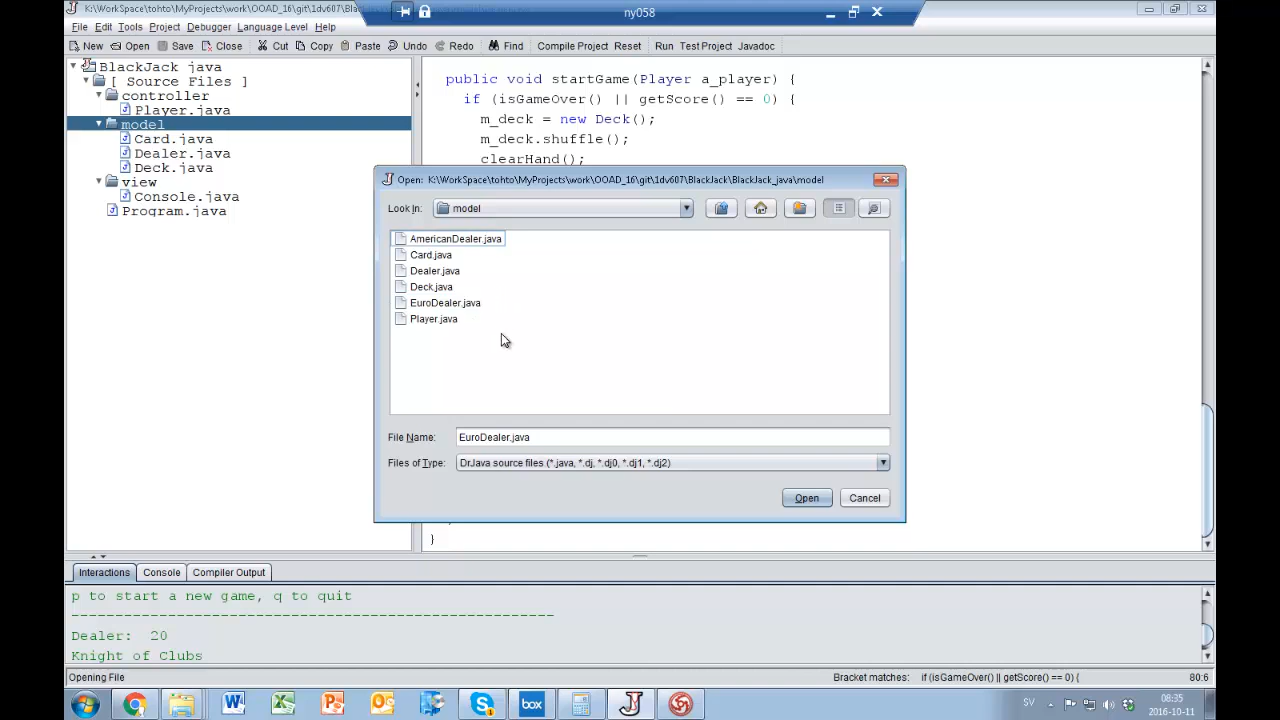 K:\WorkSpace\tohto\MyProjects\work\OOAD_16\git\1dv607\Black
ny058
File Edit Tools Project Debugger Language Level Help
New Open Save Close Cut Copy Paste Undo Redo Find Compile Project Reset Run Test Project Javadoc
BlackJack java
[ Source Files ]
controller
Player.java
model
Card.java
Dealer.java
Deck.java
view
Console.java
Program.java
public void startGame(Player a_player) {
if (isGameOver() || getScore() == 0) {
m_deck = new Deck();
m_deck.shuffle();
clearHand();
}
Open: K:\WorkSpace\tohto\MyProjects\work\OOAD_16\git\1dv607\BlackJack\BlackJack_java\model
Look In: model
AmericanDealer.java
Card.java
Dealer.java
Deck.java
EuroDealer.java
Player.java
File Name: EuroDealer.java
Files of Type: DrJava source files (*.java, *.dj, *.dj0, *.dj1, *.dj2)
Open Cancel
Interactions Console Compiler Output
p to start a new game, q to quit
----------------------------------------------------
Dealer: 20
Knight of Clubs
Opening File
Bracket matches: if (isGameOver() || getScore() == 0) {
80:6
box
SV
08:35
2016-10-11